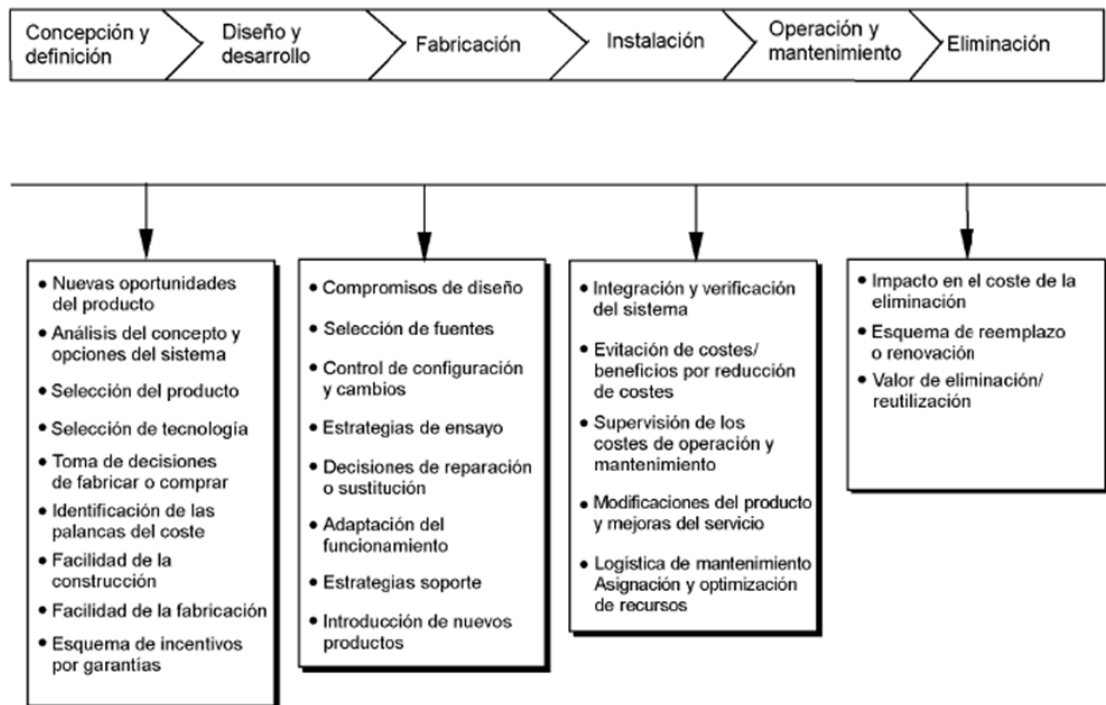 Concepción y
definición
Diseño y
desarrollo
Fabricación
Instalación
Operación y
mantenimiento
Eliminación
• Nuevas oportunidades
del producto
• Análisis del concepto y
opciones del sistema
• Selección del producto
• Selección de tecnología
• Toma de decisiones
de fabricar o comprar
• Identificación de las
palancas del coste
• Facilidad de la
construcción
• Facilidad de la fabricación
• Esquema de incentivos
por garantías
• Compromisos de diseño
• Selección de fuentes
• Control de configuración
y cambios
• Estrategias de ensayo
• Decisiones de reparación
o sustitución
• Adaptación del
funcionamiento
• Estrategias soporte
• Introducción de nuevos
productos
• Integración y verificación
del sistema
• Evitación de costes/
beneficios por reducción
de costes
• Supervisión de los
costes de operación y
mantenimiento
• Modificaciones del producto
y mejoras del servicio
• Logística de mantenimiento
Asignación y optimización
de recursos
• Impacto en el coste de la
eliminación
• Esquema de reemplazo
o renovación
• Valor de eliminación/
reutilización